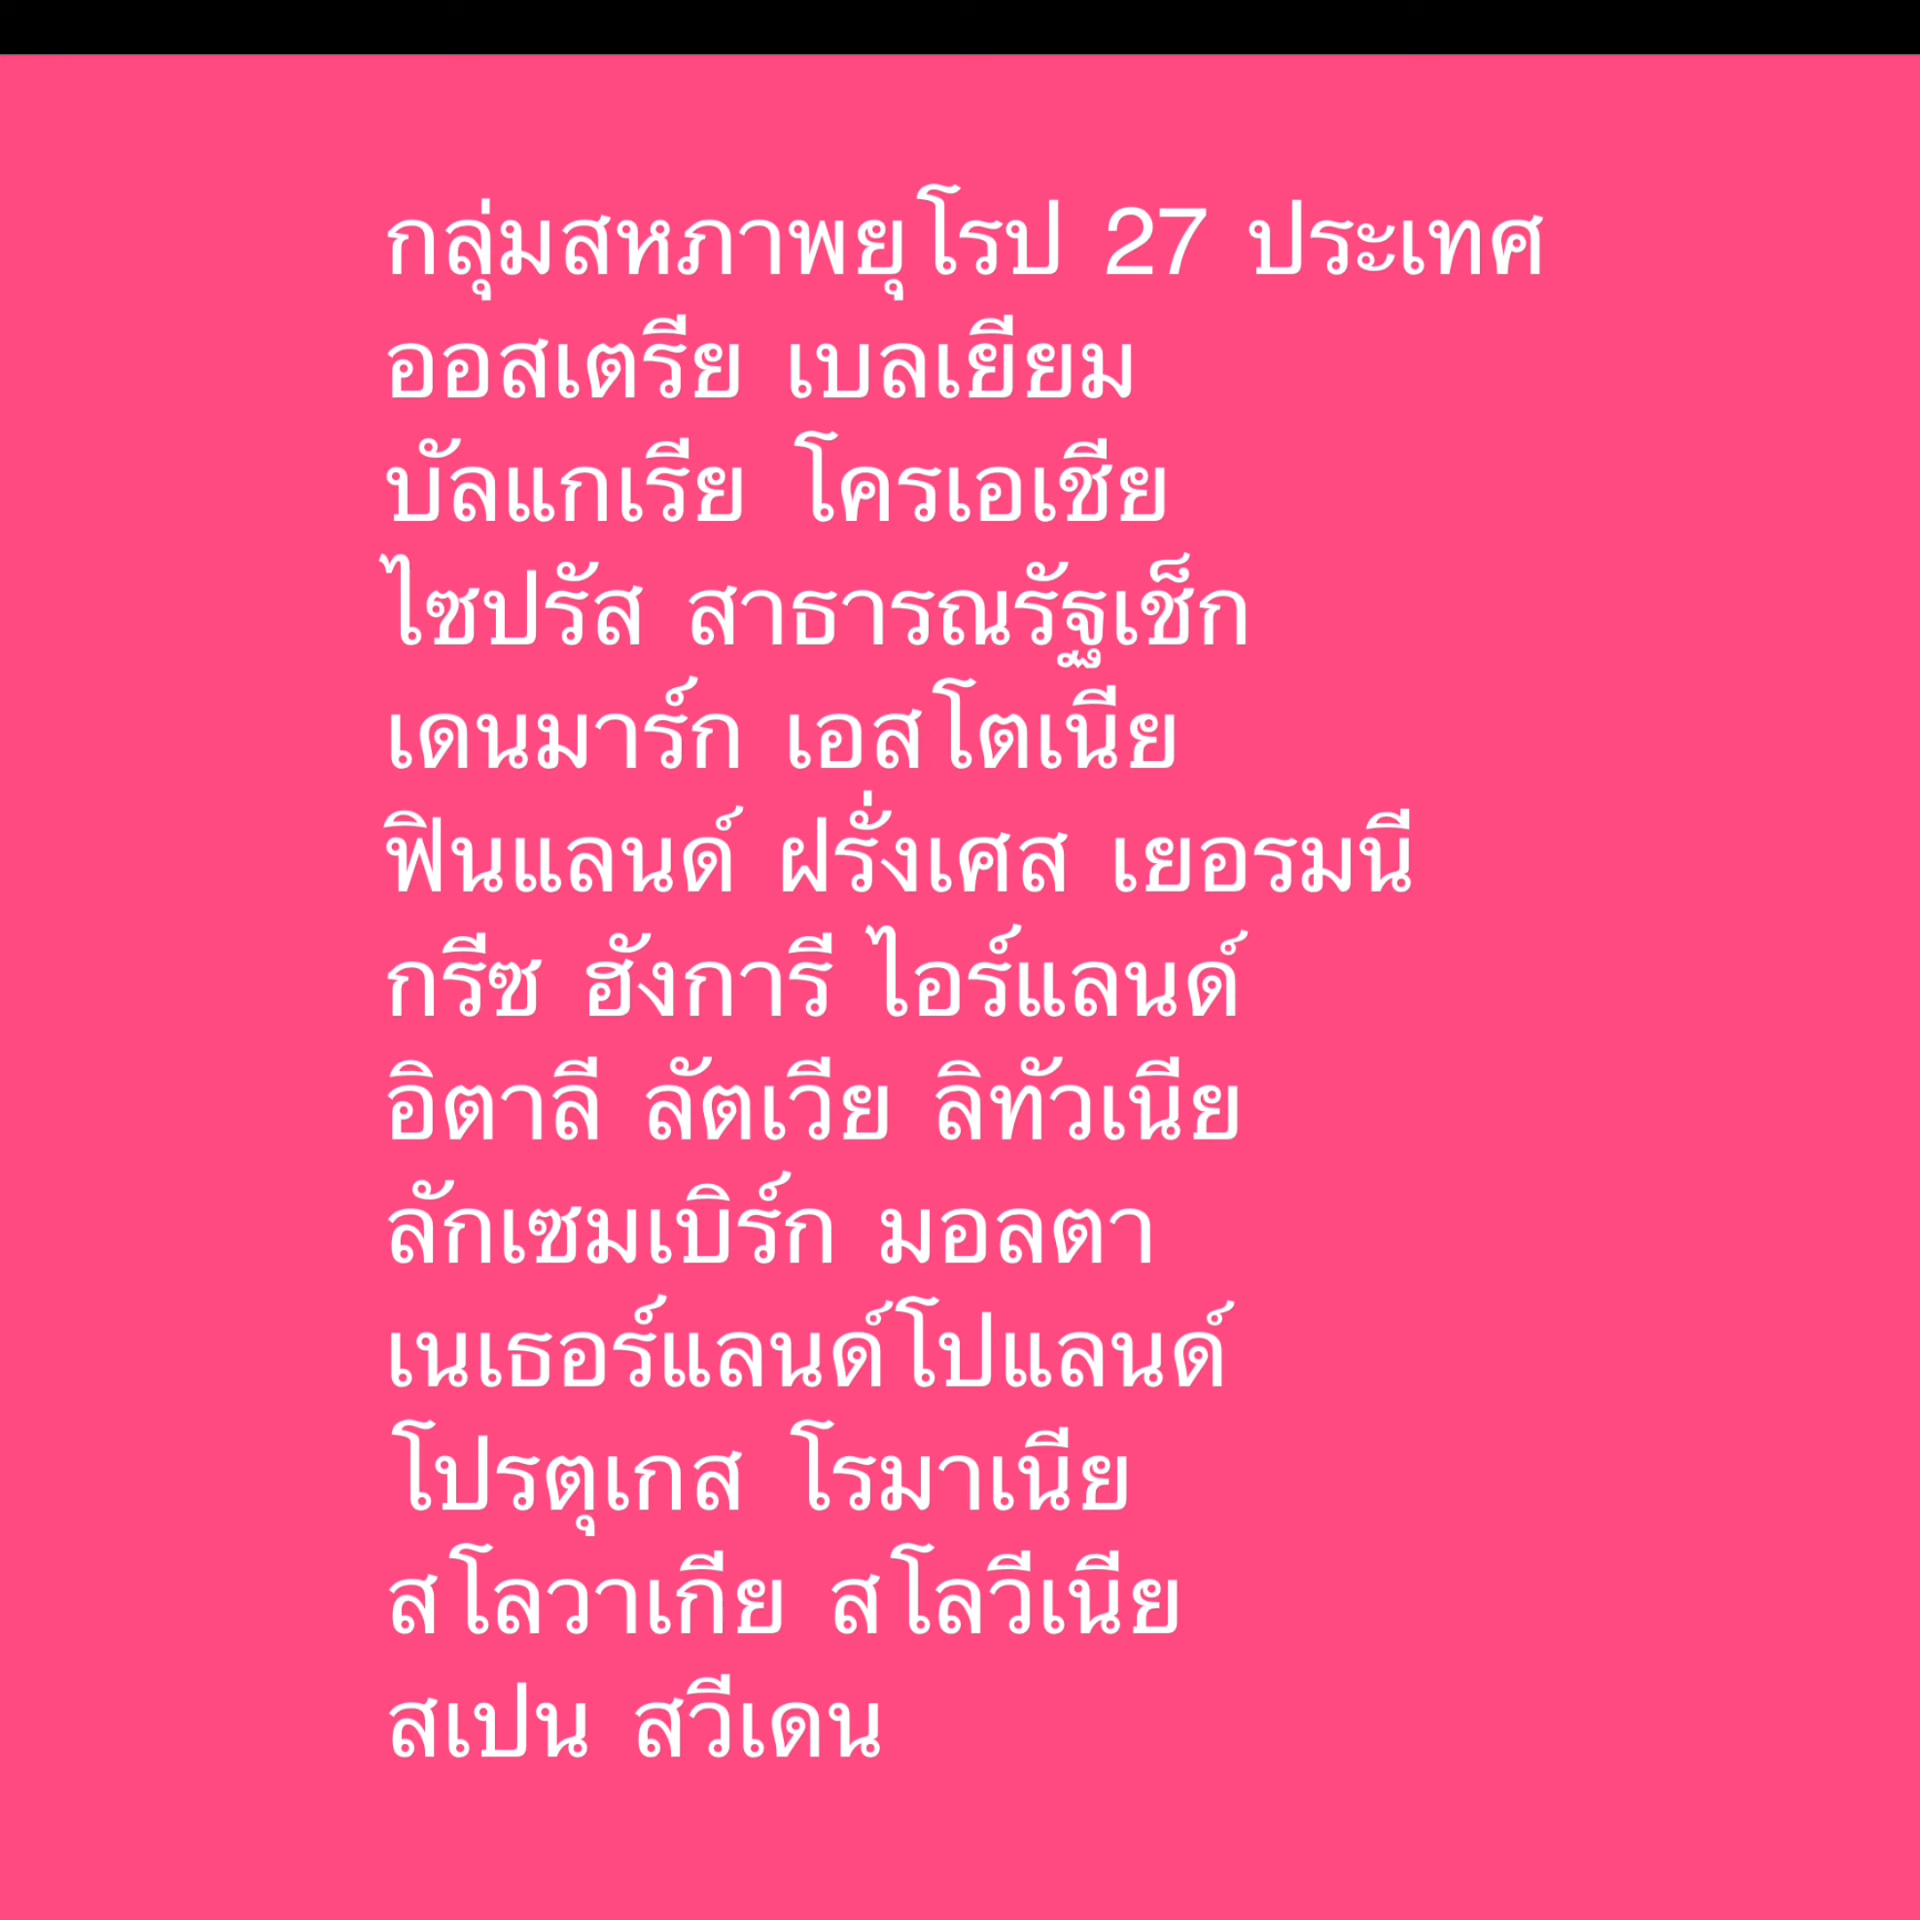 กลุ่มสหภาพยุโรป 27 ประเทศ
ออสเตรีย เบลเยียม
บัลแกเรีย โครเอเชีย
ไซปรัส สาธารณรัฐเช็ก
เดนมาร์ก เอสโตเนีย
ฟินแลนด์ ฝรั่งเศส เยอรมนี
กรีซ ฮังการี ไอร์แลนด์
อิตาลี ลัตเวีย ลิทัวเนีย
ลักเซมเบิร์ก มอลตา
เนเธอร์แลนด์โปแลนด์
โปรตุเกส โรมาเนีย
สโลวาเกีย สโลวีเนีย
สเปน สวีเดน